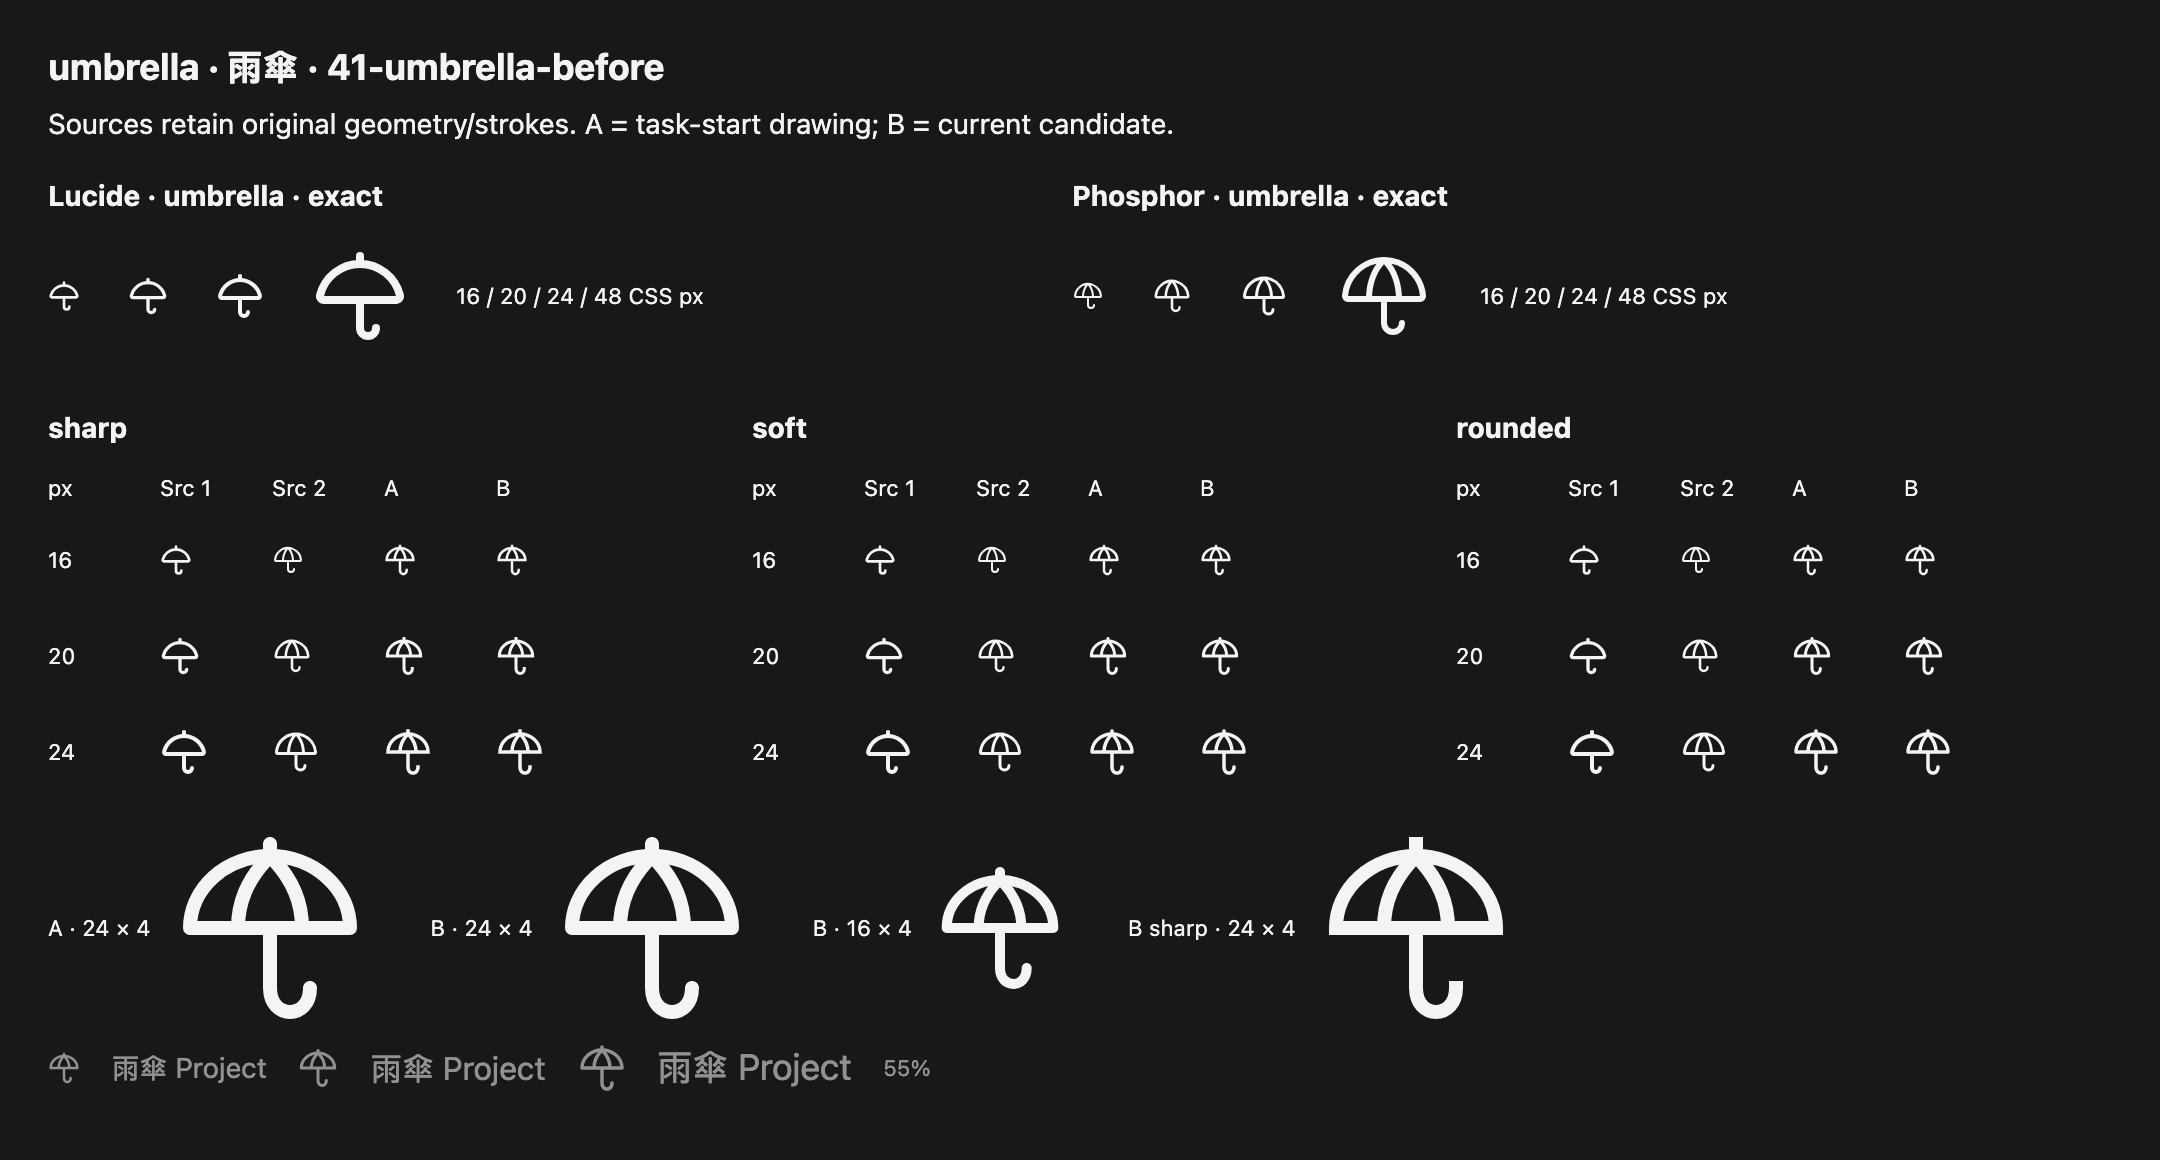 umbrella · 雨傘 · 41-umbrella-before
Sources retain original geometry/strokes. A = task-start drawing; B = current candidate.
Lucide · umbrella · exact
16 / 20 / 24 / 48 CSS px
Phosphor · umbrella · exact
16 / 20 / 24 / 48 CSS px
sharp
px Src 1 Src 2 A B
16
20
24
soft
px Src 1 Src 2 A B
16
20
24
rounded
px Src 1 Src 2 A B
16
20
24
A · 24 × 4
B · 24 × 4
B · 16 × 4
B sharp · 24 × 4
雨傘 Project 雨傘 Project 雨傘 Project 55%